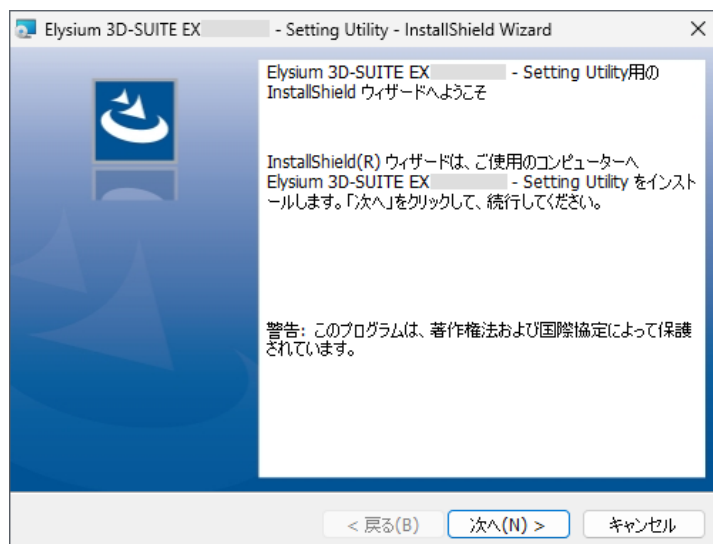 Elysium 3D-SUITE EX - Setting Utility - InstallShield Wizard
Elysium 3D-SUITE EX - Setting Utility用の
InstallShield ウィザードへようこそ
InstallShield(R) ウィザードは、ご使用のコンピューターへ
Elysium 3D-SUITE EX - Setting Utility をインスト
ールします。「次へ」をクリックして、続行してください。
警告: このプログラムは、著作権法および国際協定によって保護
されています。
< 戻る(B)
次へ(N) >
キャンセル